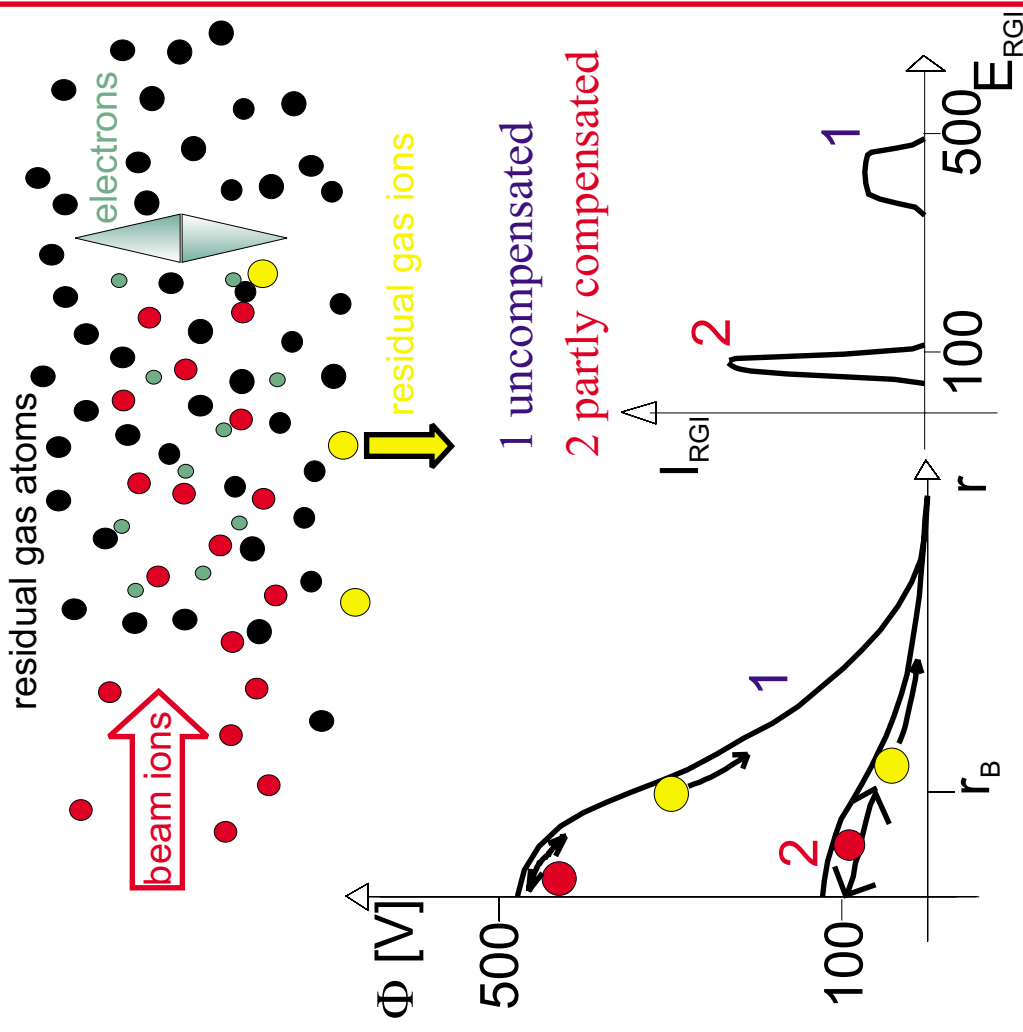 residual gas atoms
electrons
beam ions
residual gas ions
1 uncompensated
2 partly compensated
Φ [V]
500
100
1
2
r_B
r
I_RGI
2
1
100
500
E_RGI